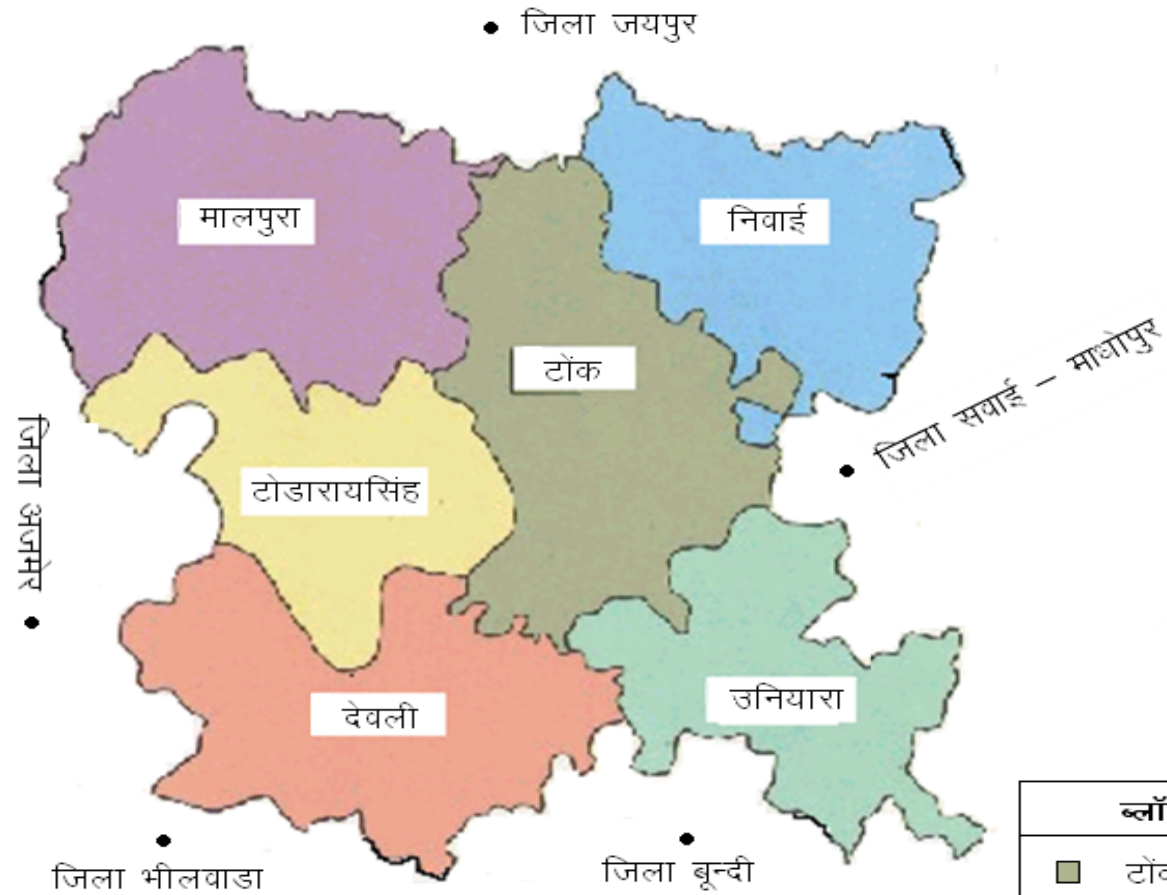 जिला जयपुर
मालपुरा
निवाई
टोंक
जिला सवाई – माधोपुर
जिला अजमेर
टोडारायसिंह
देवली
उनियारा
जिला भीलवाडा
जिला बून्दी